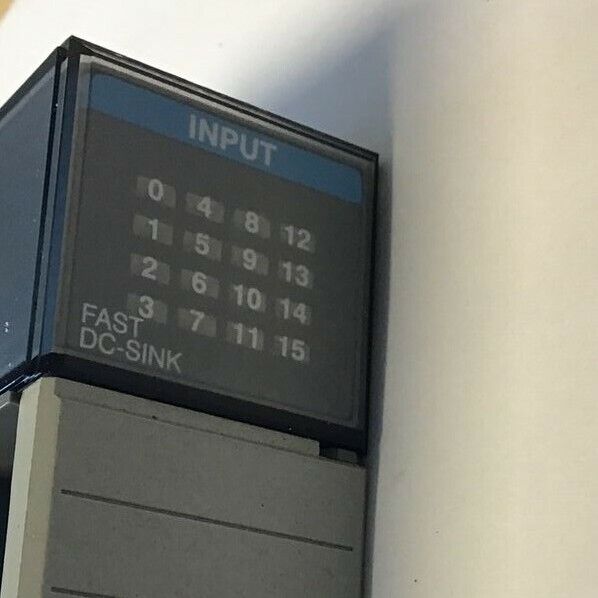 INPUT
0 4 8 12
1 5 9 13
2 6 10 14
3 7 11 15
FAST
DC-SINK